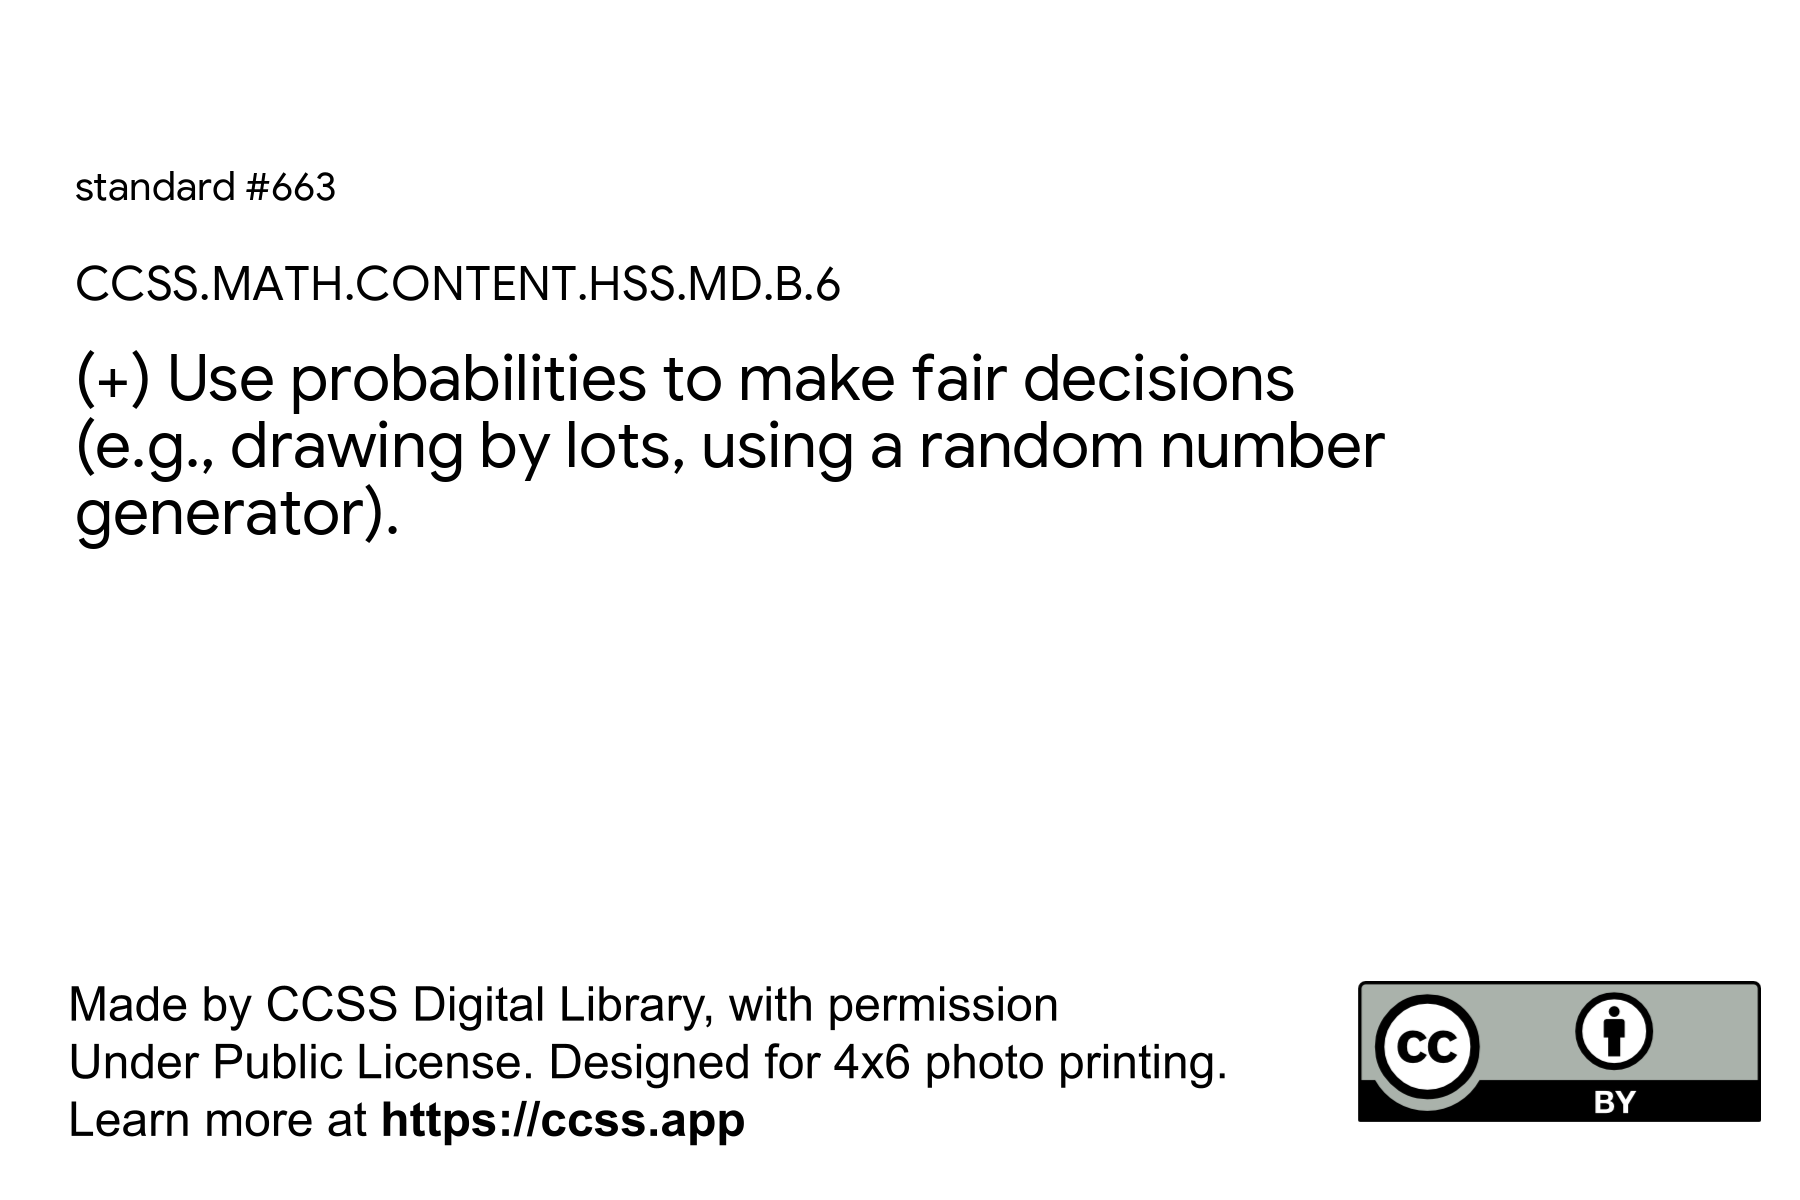 standard #663
CCSS.MATH.CONTENT.HSS.MD.B.6
(+) Use probabilities to make fair decisions
(e.g., drawing by lots, using a random number
generator).
Made by CCSS Digital Library, with permission
Under Public License. Designed for 4x6 photo printing.
Learn more at https://ccss.app
cc
BY